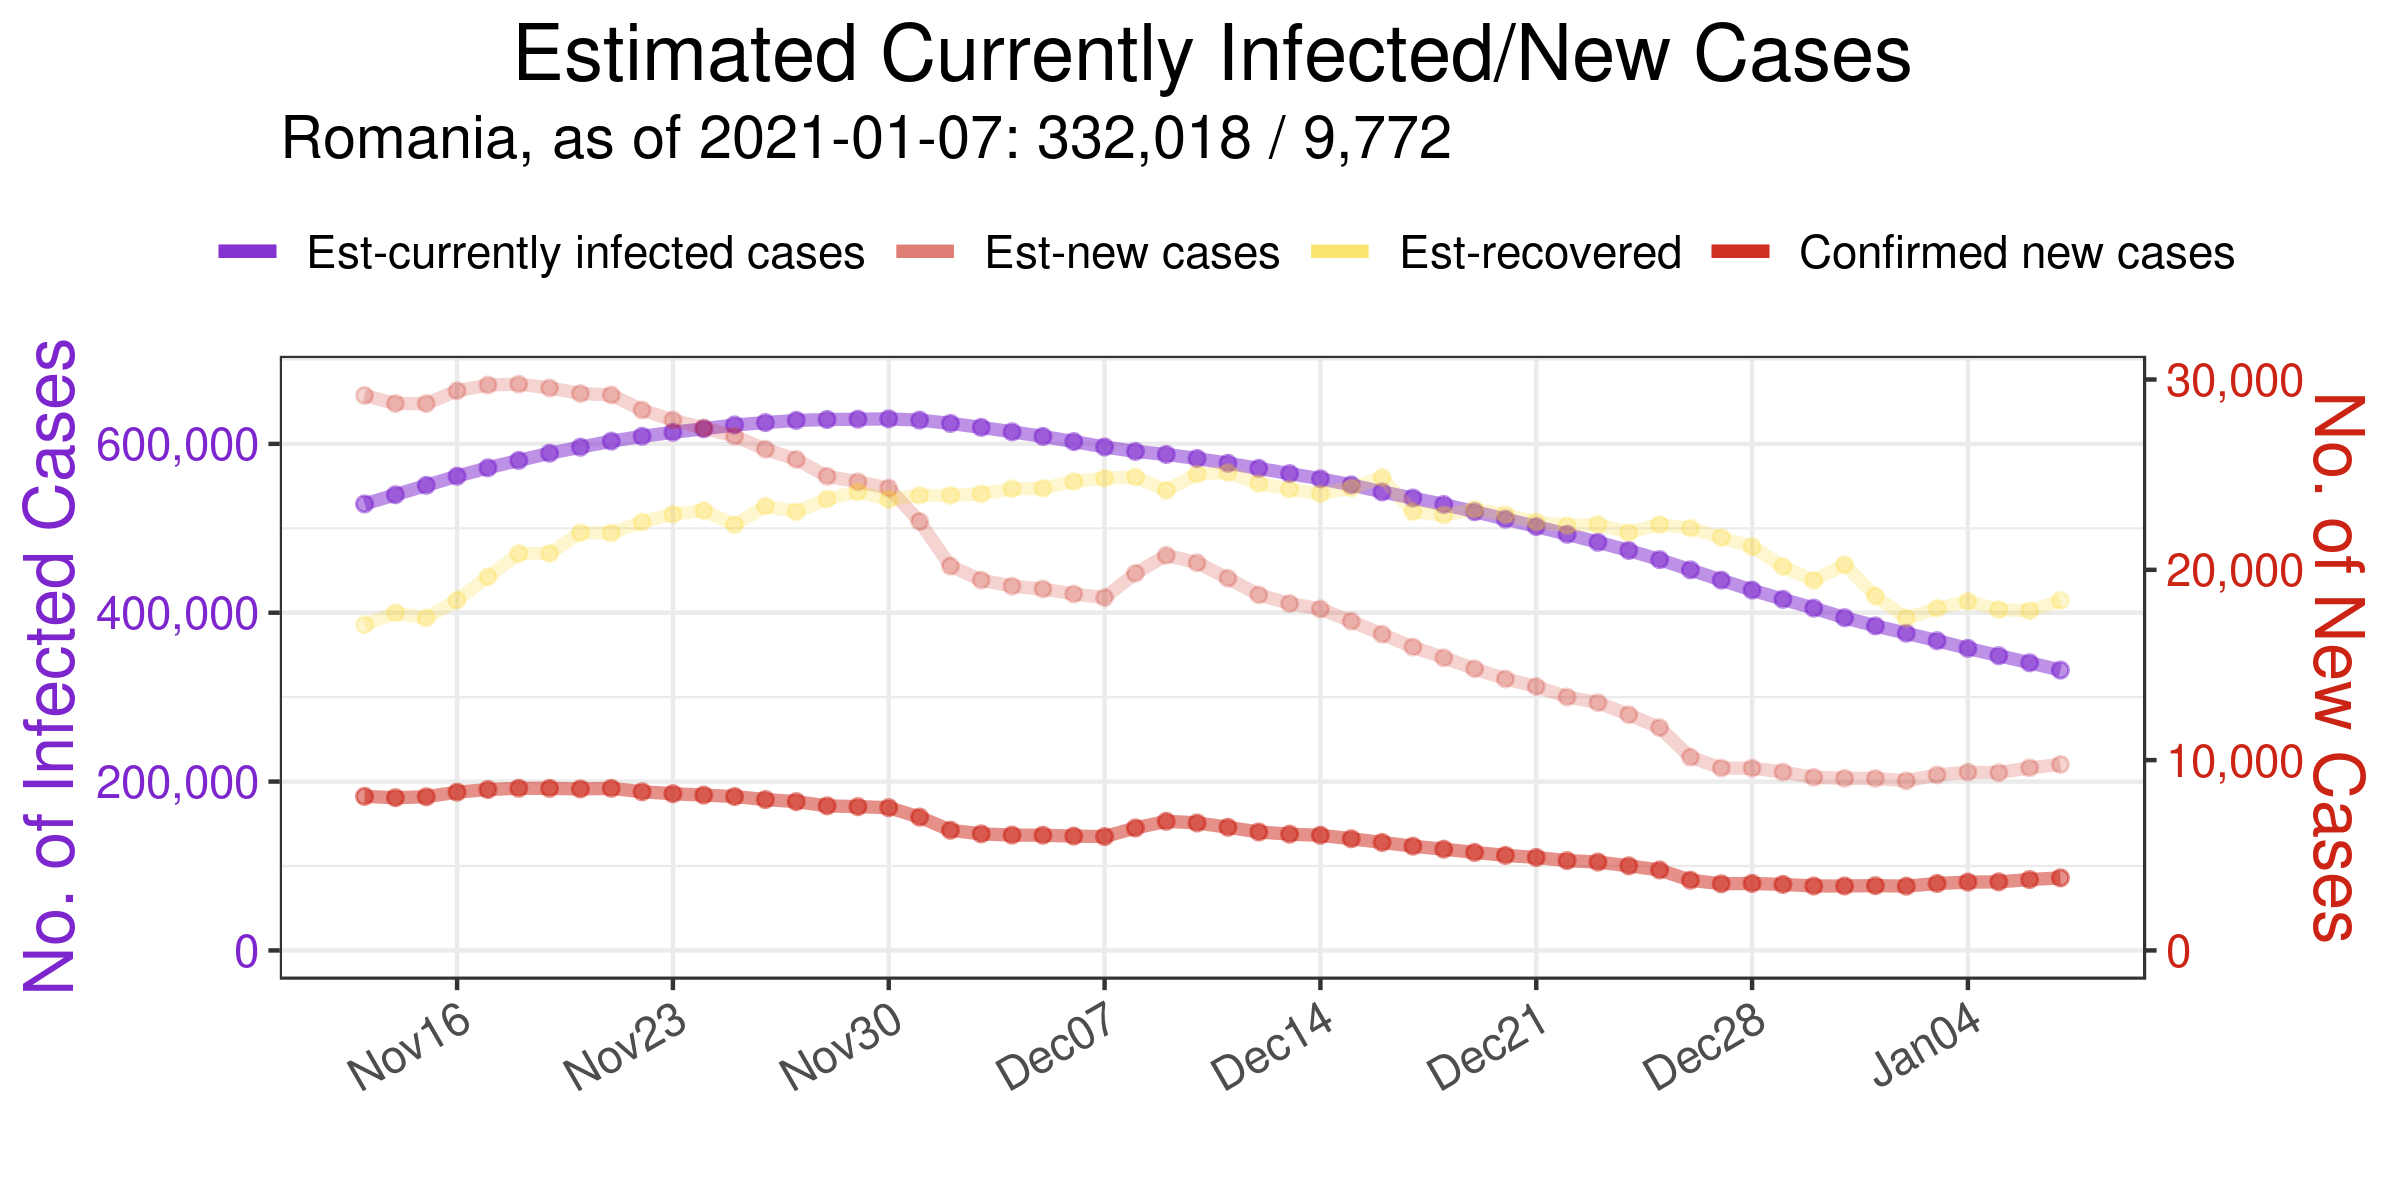 Estimated Currently Infected/New Cases
Romania, as of 2021-01-07: 332,018 / 9,772
Est-currently infected cases
Est-new cases
Est-recovered
Confirmed new cases
No. of Infected Cases
600,000
400,000
200,000
0
30,000
20,000
10,000
0
No. of New Cases
Nov16
Nov23
Nov30
Dec07
Dec14
Dec21
Dec28
Jan04